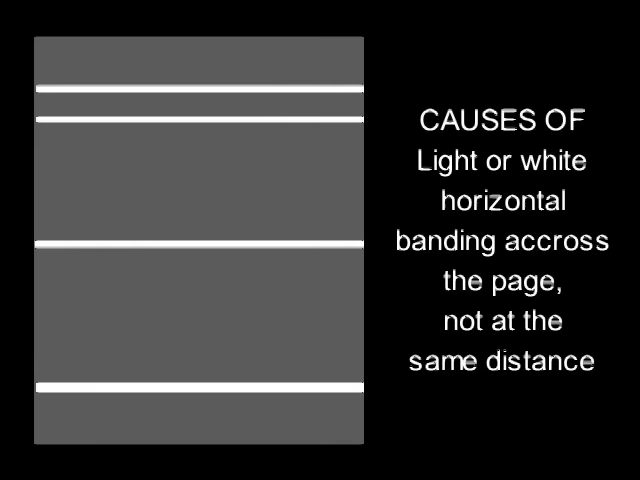 CAUSES OF
Light or white
horizontal
banding accross
the page,
not at the
same distance